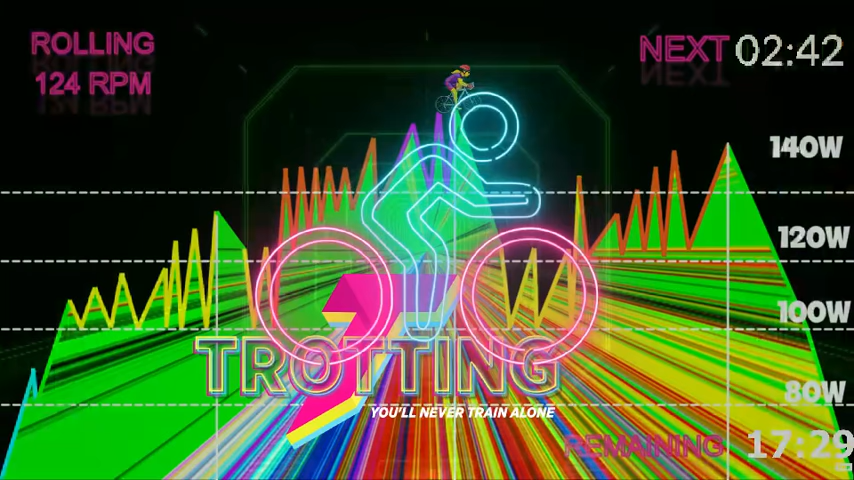 ROLLING
124 RPM
NEXT 02:42
140W
120W
100W
80W
TROTTING
YOU'LL NEVER TRAIN ALONE
REMAINING 17:29